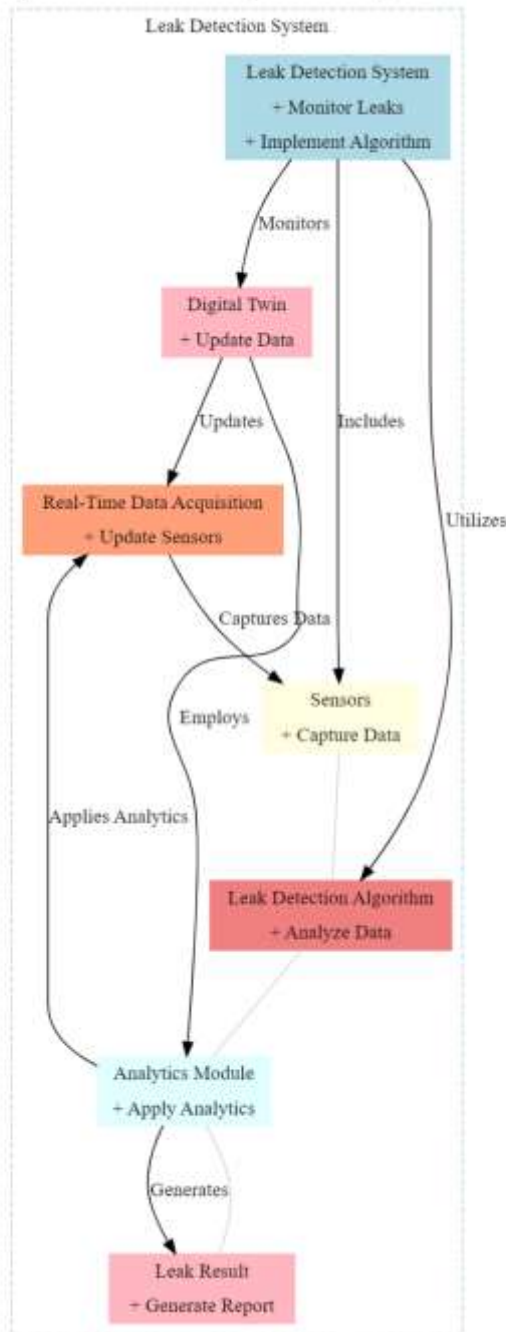 Leak Detection System
Leak Detection System
+ Monitor Leaks
+ Implement Algorithm
Monitors
Digital Twin
+ Update Data
Updates
Includes
Real-Time Data Acquisition
+ Update Sensors
Utilizes
Captures Data
Sensors
+ Capture Data
Employs
Applies Analytics
Leak Detection Algorithm
+ Analyze Data
Analytics Module
+ Apply Analytics
Generates
Leak Result
+ Generate Report